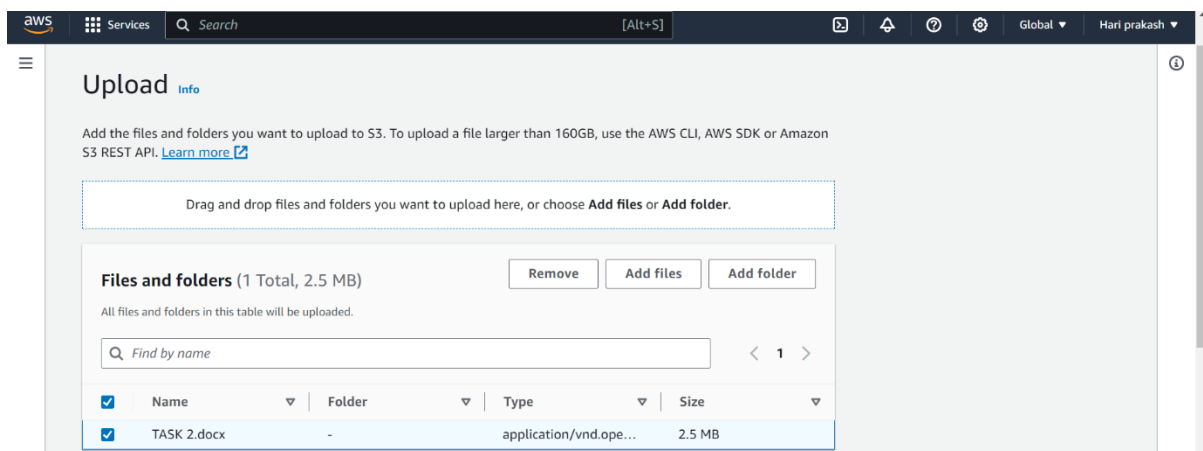 aws Services Search [Alt+S] Global ▼ Hari prakash ▼
Upload Info
Add the files and folders you want to upload to S3. To upload a file larger than 160GB, use the AWS CLI, AWS SDK or Amazon
S3 REST API. Learn more
Drag and drop files and folders you want to upload here, or choose Add files or Add folder.
Files and folders (1 Total, 2.5 MB) Remove Add files Add folder
All files and folders in this table will be uploaded.
Find by name < 1 >
Name Folder Type Size
TASK 2.docx - application/vnd.ope... 2.5 MB